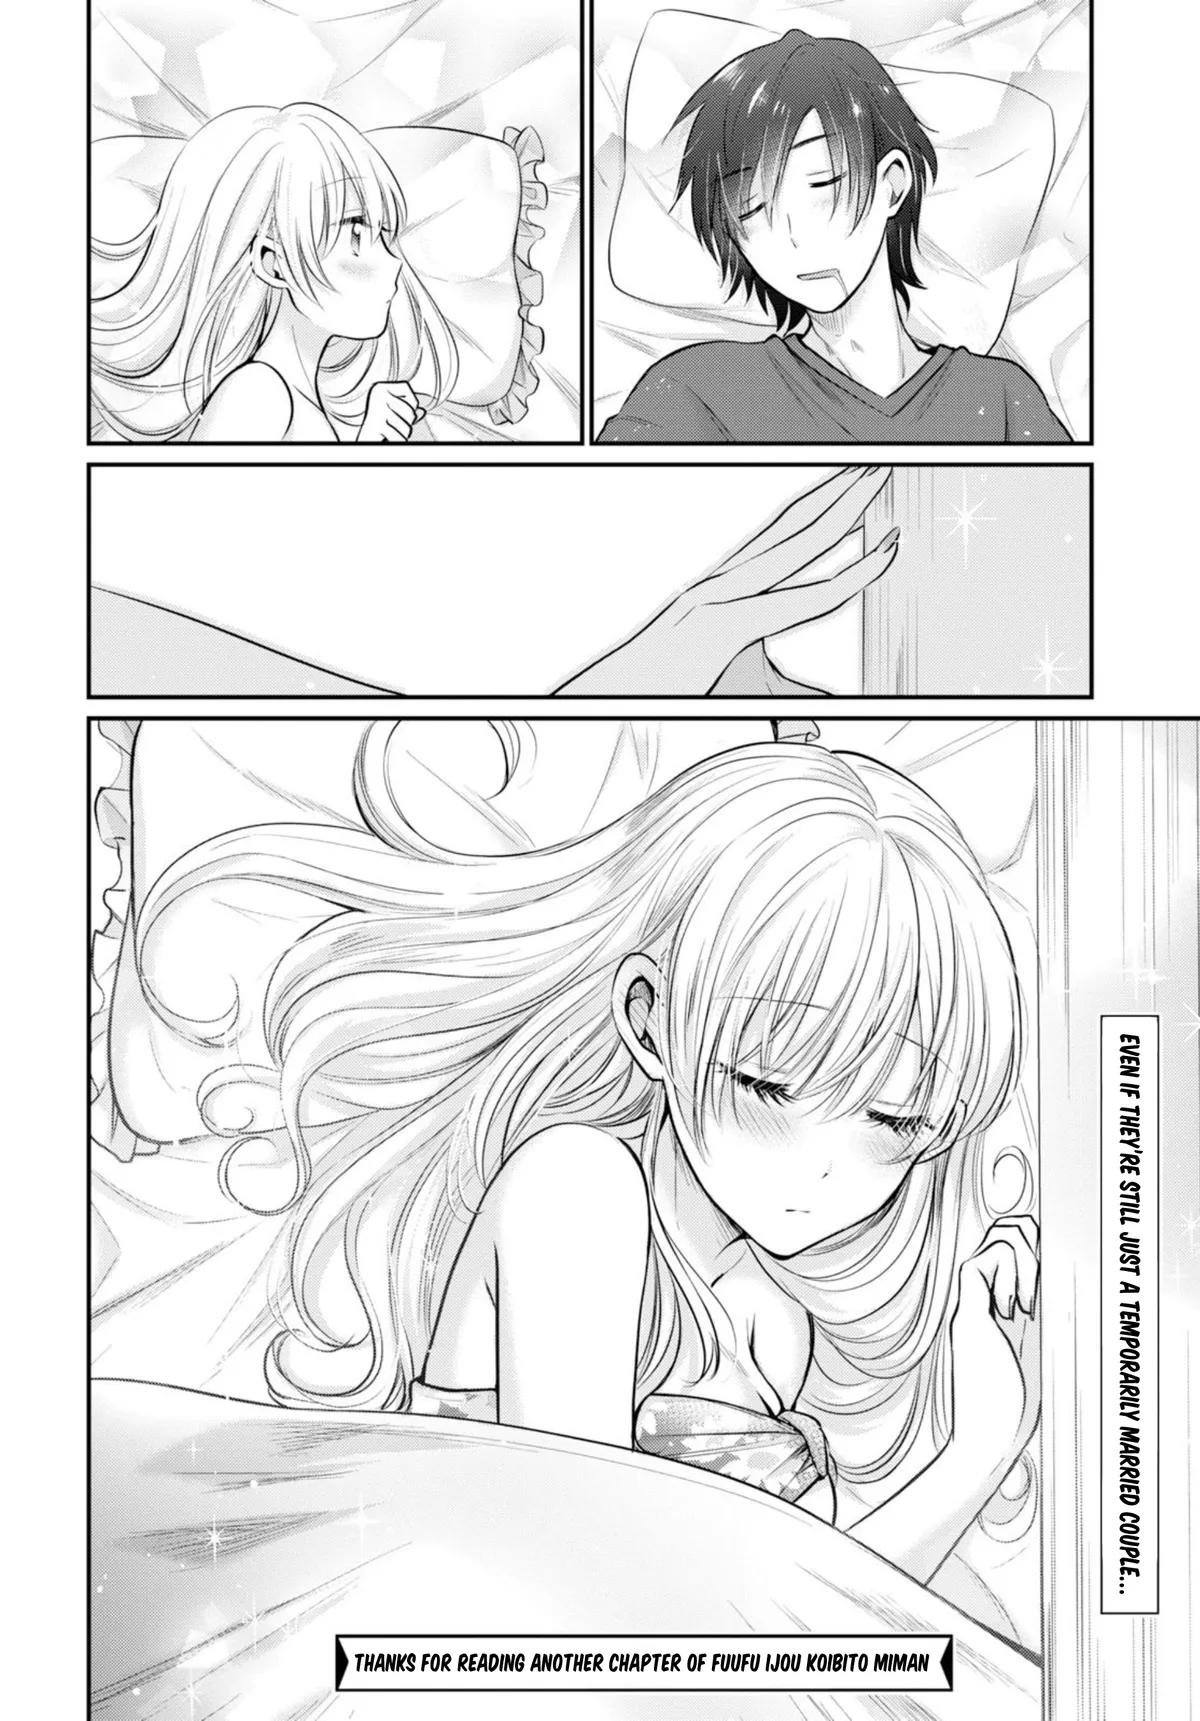 EVEN IF THEY'RE STILL JUST A TEMPORARILY MARRIED COUPLE...
THANKS FOR READING ANOTHER CHAPTER OF FUUFU IJOU KOIBITO MIMAN